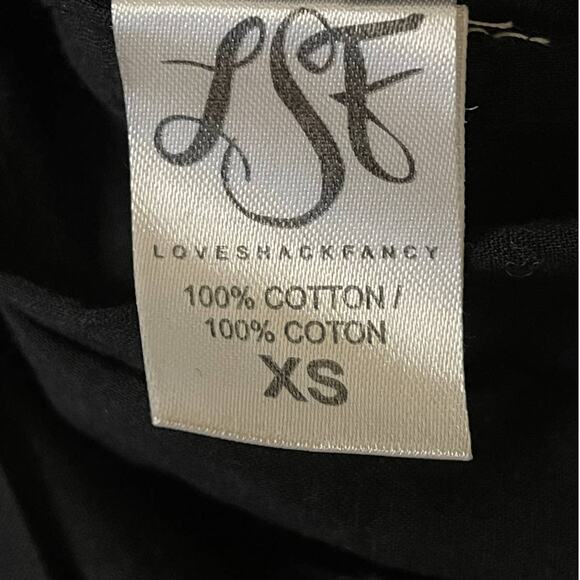 LSF
LOVESHACKFANCY
100% COTTON /
100% COTON
XS